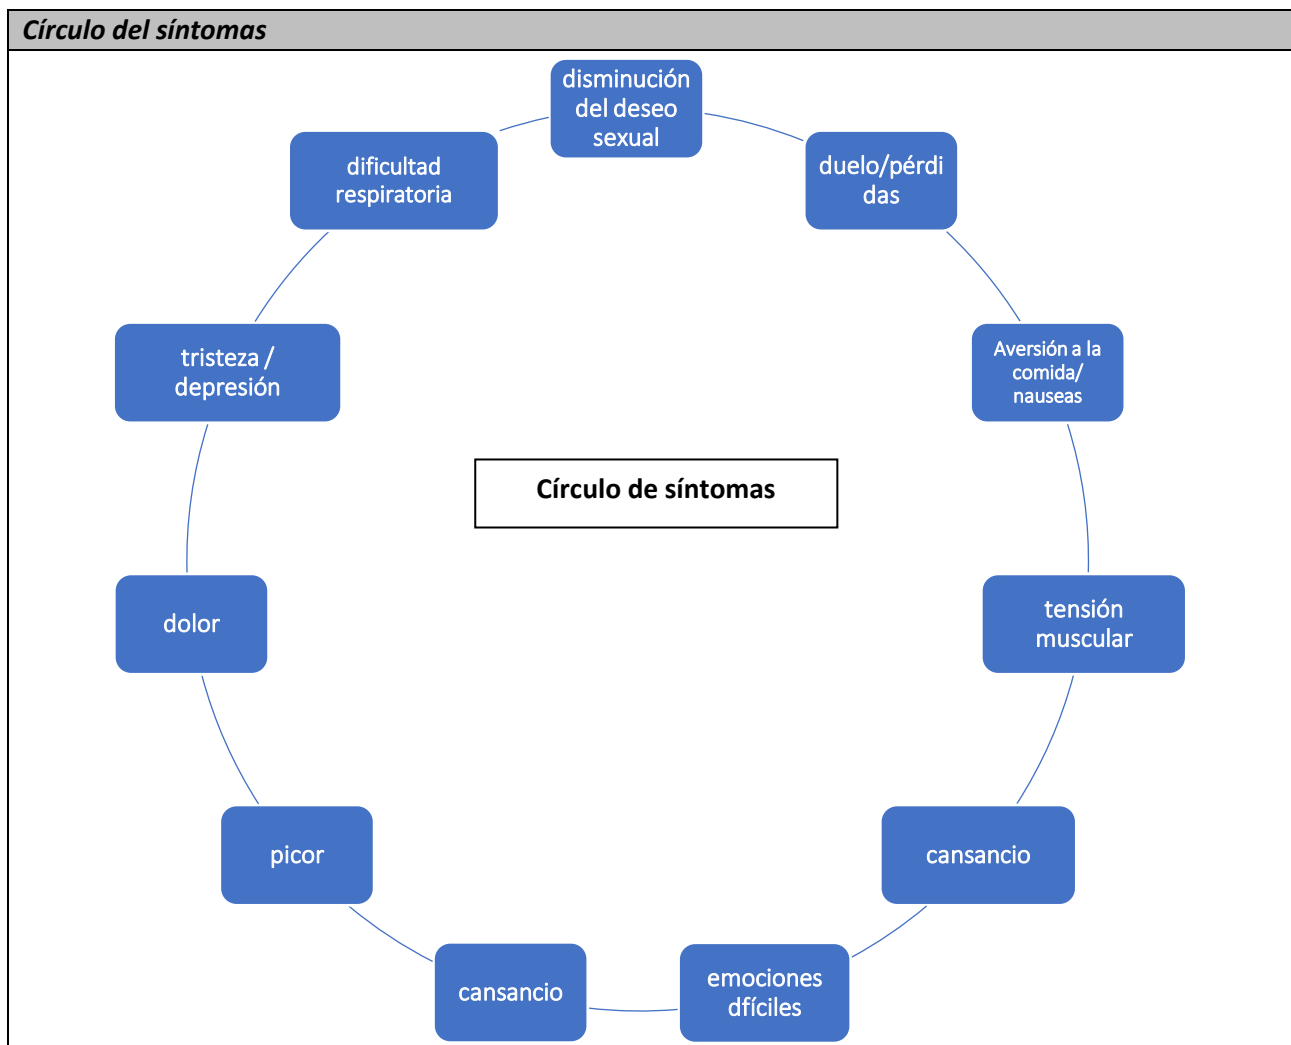 Círculo del síntomas
disminución
del deseo
sexual
duelo/pérdi
das
Aversión a la
comida/
nauseas
tensión
muscular
cansancio
emociones
dfíciles
cansancio
picor
dolor
tristeza /
depresión
dificultad
respiratoria
Círculo de síntomas